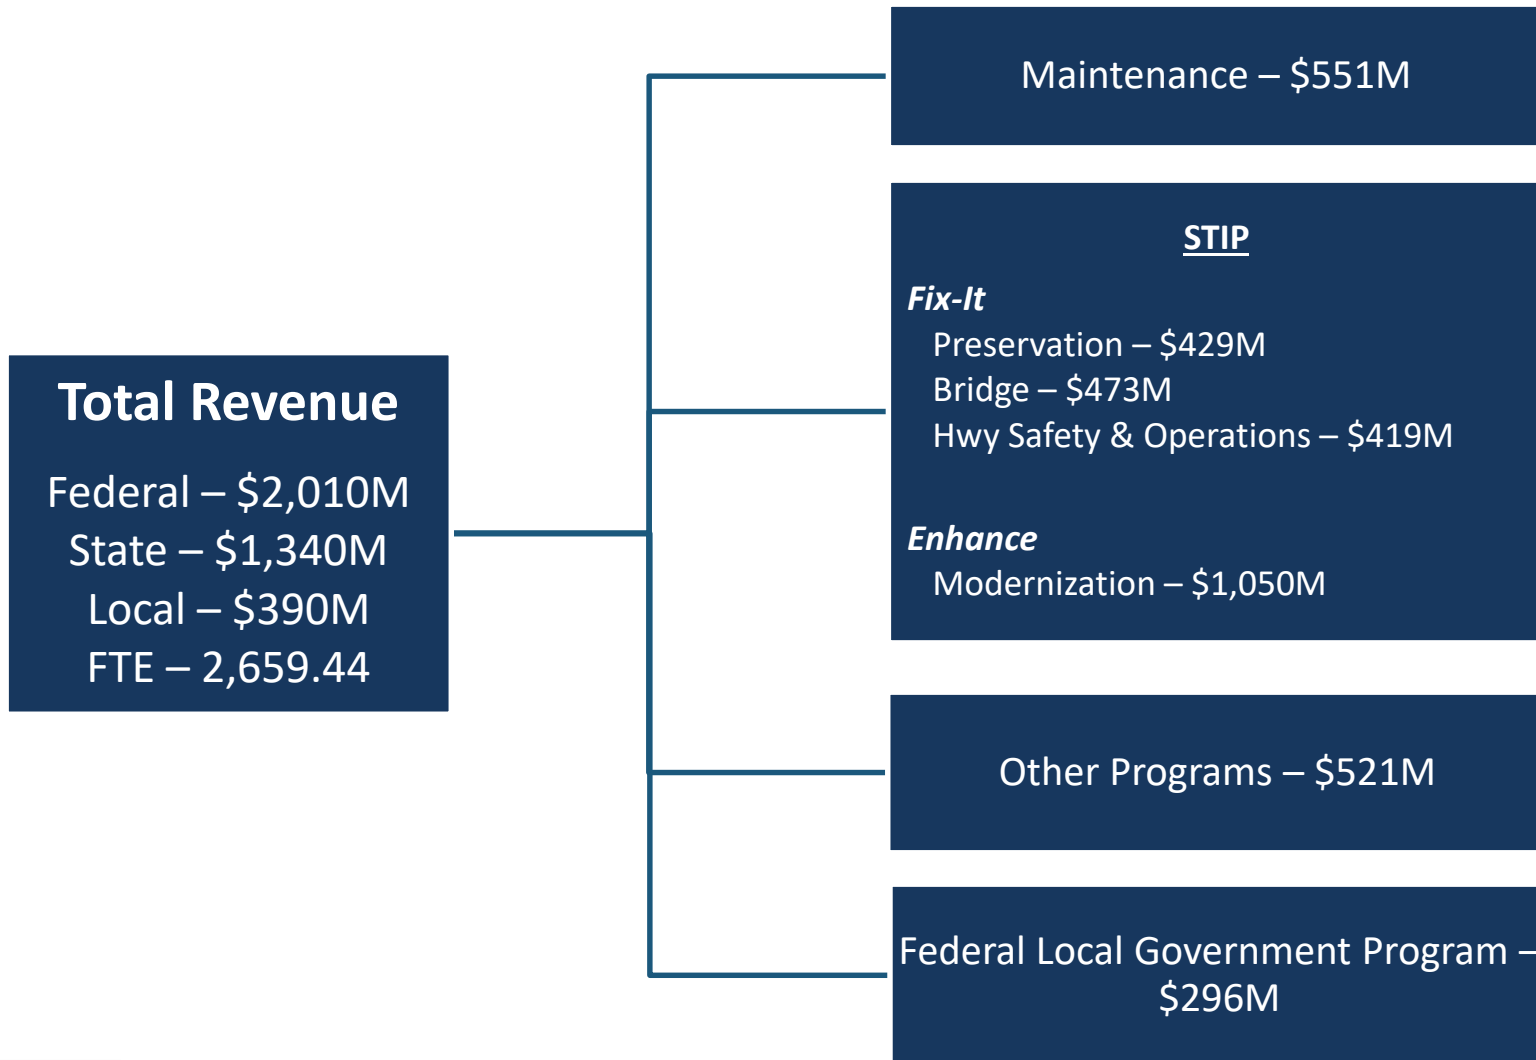 Total Revenue
Federal – $2,010M
State – $1,340M
Local – $390M
FTE – 2,659.44
Maintenance – $551M
STIP
Fix-It
Preservation – $429M
Bridge – $473M
Hwy Safety & Operations – $419M
Enhance
Modernization – $1,050M
Other Programs – $521M
Federal Local Government Program –
$296M